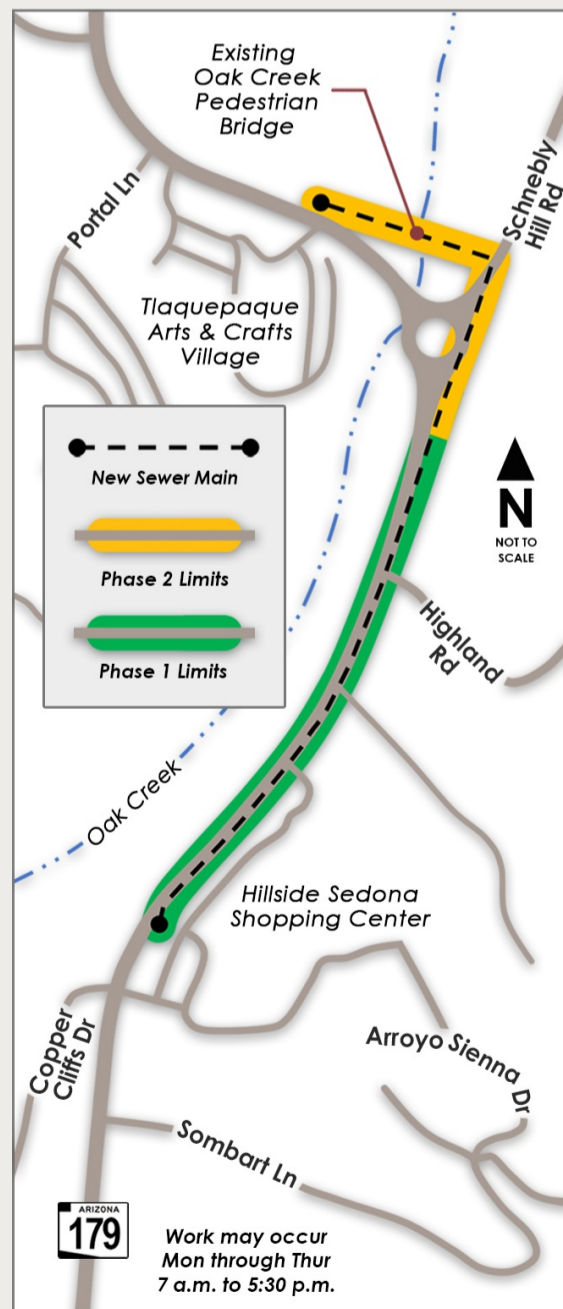 Existing
Oak Creek
Pedestrian
Bridge
Schnebly
Hill Rd
Portal Ln
Tlaquepaque
Arts & Crafts
Village
New Sewer Main
Phase 2 Limits
Phase 1 Limits
N
NOT TO
SCALE
Highland
Rd
Oak Creek
Hillside Sedona
Shopping Center
Copper
Cliffs Dr
Arroyo Sienna Dr
Sombart Ln
ARIZONA
179
Work may occur
Mon through Thur
7 a.m. to 5:30 p.m.